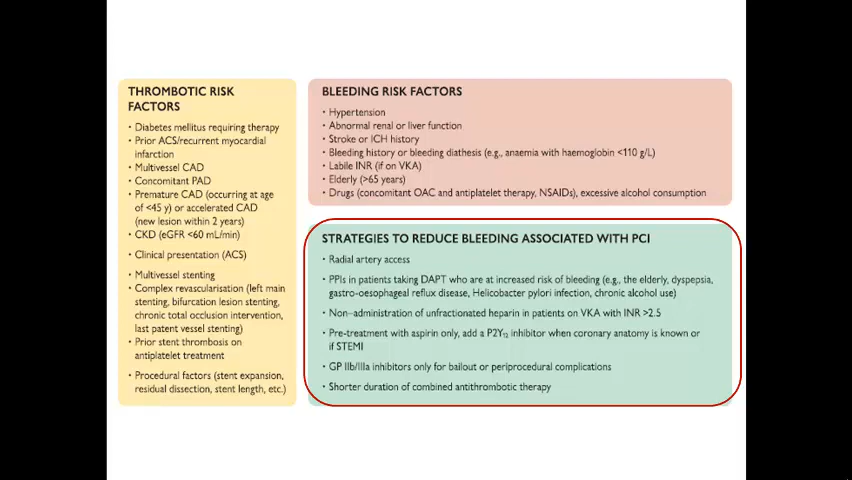 THROMBOTIC RISK
FACTORS
• Diabetes mellitus requiring therapy
• Prior ACS/recurrent myocardial
infarction
• Multivessel CAD
• Concomitant PAD
• Premature CAD (occurring at age
of <45 y) or accelerated CAD
(new lesion within 2 years)
• CKD (eGFR <60 mL/min)
• Clinical presentation (ACS)
• Multivessel stenting
• Complex revascularisation (left main
stenting, bifurcation lesion stenting,
chronic total occlusion intervention,
last patent vessel stenting)
• Prior stent thrombosis on
antiplatelet treatment
• Procedural factors (stent expansion,
residual dissection, stent length, etc.)
BLEEDING RISK FACTORS
• Hypertension
• Abnormal renal or liver function
• Stroke or ICH history
• Bleeding history or bleeding diathesis (e.g., anaemia with haemoglobin <110 g/L)
• Labile INR (if on VKA)
• Elderly (>65 years)
• Drugs (concomitant OAC and antiplatelet therapy, NSAIDs), excessive alcohol consumption
STRATEGIES TO REDUCE BLEEDING ASSOCIATED WITH PCI
• Radial artery access
• PPIs in patients taking DAPT who are at increased risk of bleeding (e.g., the elderly, dyspepsia,
gastro-oesophageal reflux disease, Helicobacter pylori infection, chronic alcohol use)
• Non–administration of unfractionated heparin in patients on VKA with INR >2.5
• Pre-treatment with aspirin only, add a P2Y₁₂ inhibitor when coronary anatomy is known or
if STEMI
• GP IIb/IIIa inhibitors only for bailout or periprocedural complications
• Shorter duration of combined antithrombotic therapy